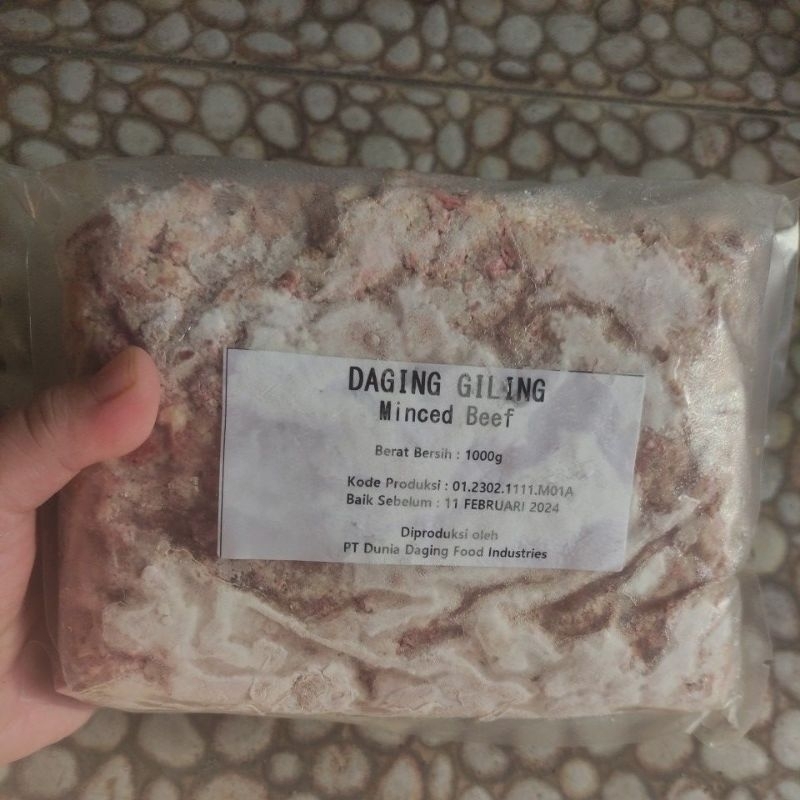 DAGING GILING
Minced Beef
Berat Bersih : 1000g
Kode Produksi : 01.2302.1111.M01A
Baik Sebelum : 11 FEBRUARI 2024
Diproduksi oleh
PT Dunia Daging Food Industries